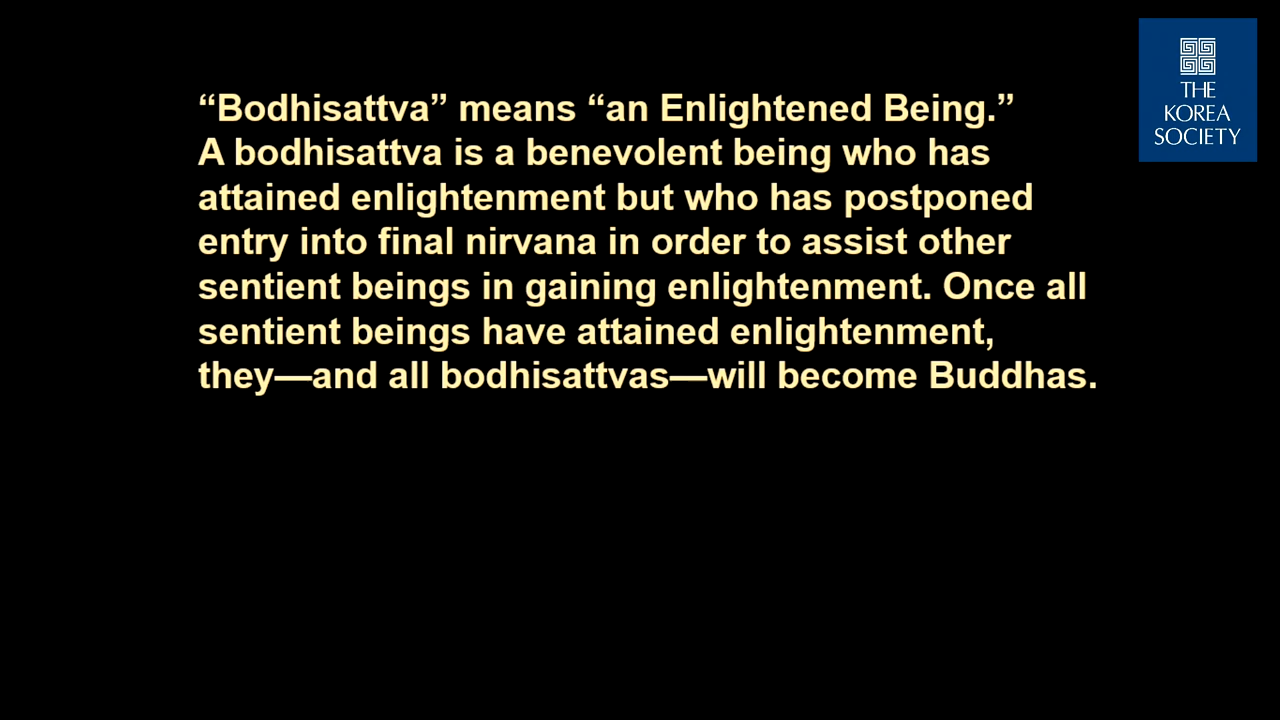 “Bodhisattva” means “an Enlightened Being.”
A bodhisattva is a benevolent being who has
attained enlightenment but who has postponed
entry into final nirvana in order to assist other
sentient beings in gaining enlightenment. Once all
sentient beings have attained enlightenment,
they—and all bodhisattvas—will become Buddhas.
THE
KOREA
SOCIETY